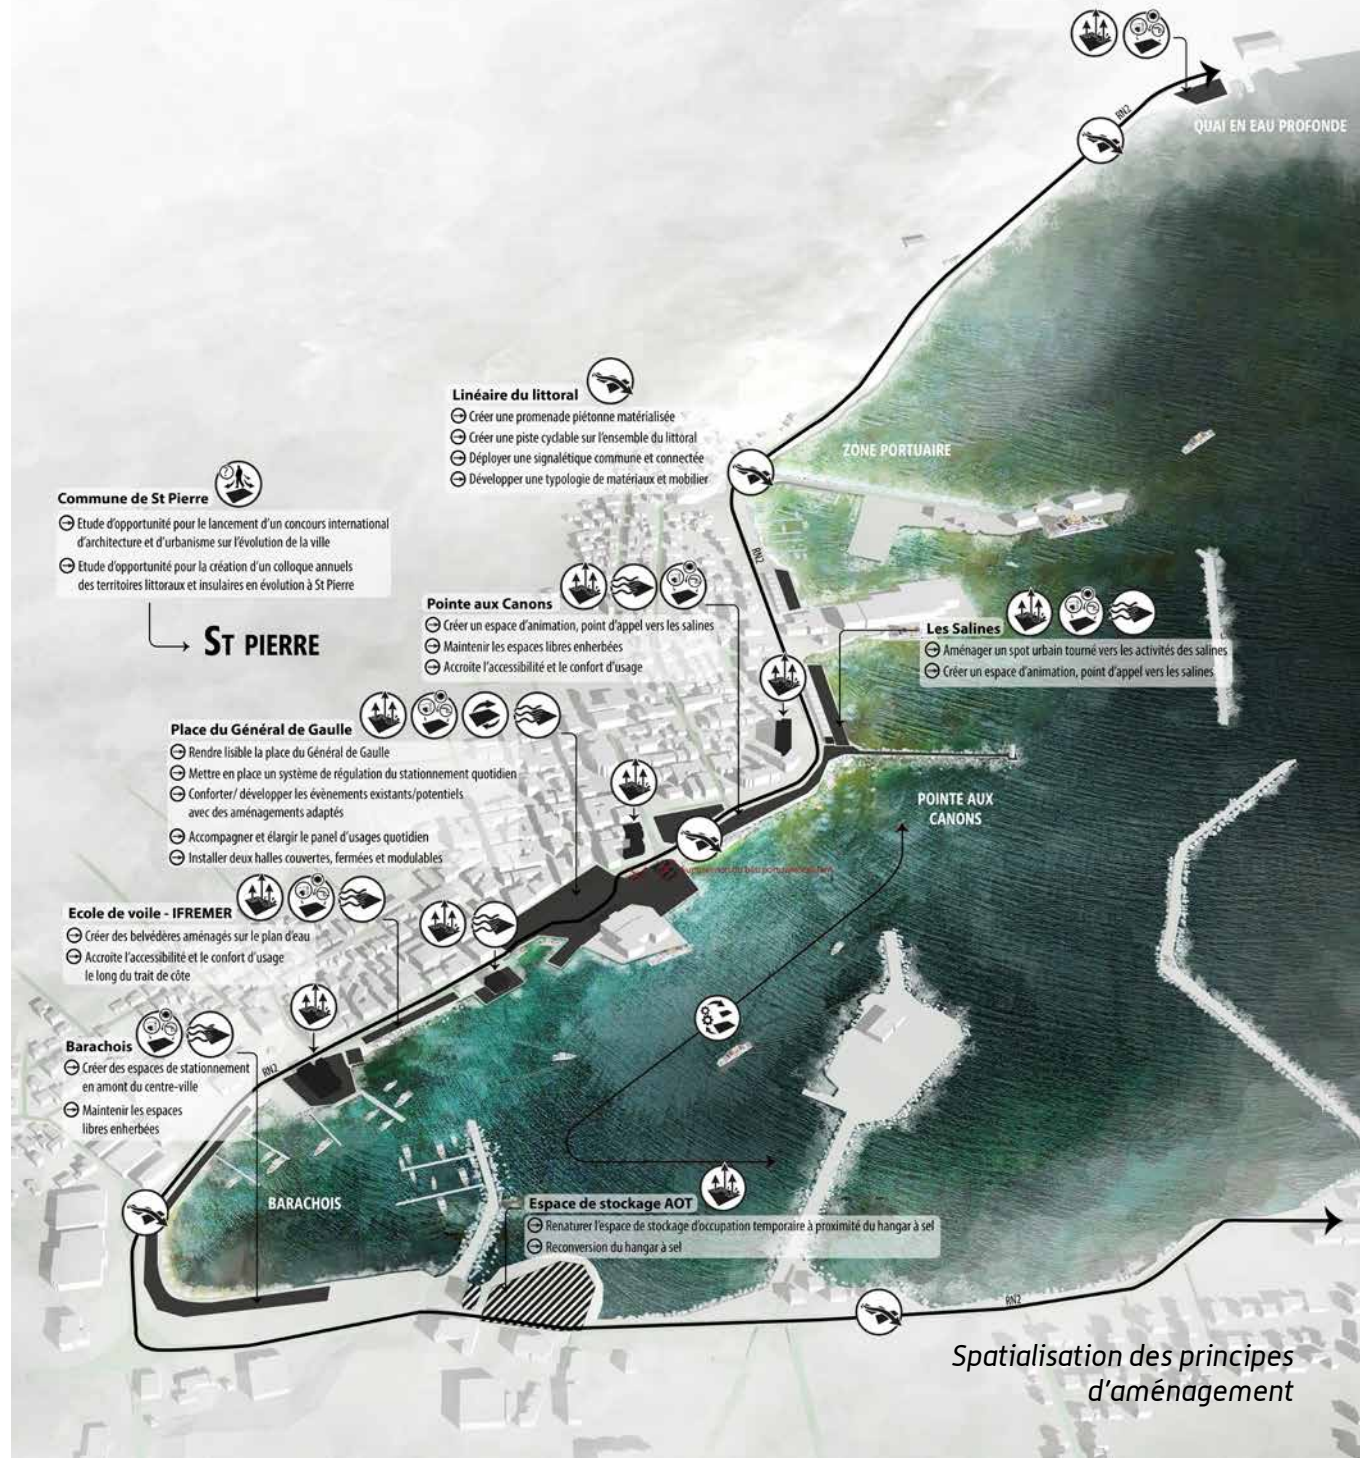 RN2
QUAI EN EAU PROFONDE
Linéaire du littoral
Créer une promenade piétonne matérialisée
Créer une piste cyclable sur l'ensemble du littoral
Déployer une signalétique commune et connectée
Développer une typologie de matériaux et mobilier
ZONE PORTUAIRE
Commune de St Pierre
?
Etude d'opportunité pour le lancement d'un concours international
d'architecture et d'urbanisme sur l'évolution de la ville
Etude d'opportunité pour la création d'un colloque annuels
des territoires littoraux et insulaires en évolution à St Pierre
ST PIERRE
RN2
Pointe aux Canons
Créer un espace d'animation, point d'appel vers les salines
Maintenir les espaces libres enherbées
Accroite l'accessibilité et le confort d'usage
Les Salines
Aménager un spot urbain tourné vers les activités des salines
Créer un espace d'animation, point d'appel vers les salines
Place du Général de Gaulle
Rendre lisible la place du Général de Gaulle
Mettre en place un système de régulation du stationnement quotidien
Conforter/ développer les évènements existants/potentiels
avec des aménagements adaptés
Accompagner et élargir le panel d'usages quotidien
Installer deux halles couvertes, fermées et modulables
POINTE AUX
CANONS
Ecole de voile - IFREMER
Créer des belvédères aménagés sur le plan d'eau
Accroite l'accessibilité et le confort d'usage
le long du trait de côte
Barachois
Créer des espaces de stationnement
en amont du centre-ville
Maintenir les espaces
libres enherbées
RN2
BARACHOIS
Espace de stockage AOT
Renaturer l'espace de stockage d'occupation temporaire à proximité du hangar à sel
Reconversion du hangar à sel
RN2
Spatialisation des principes
d'aménagement